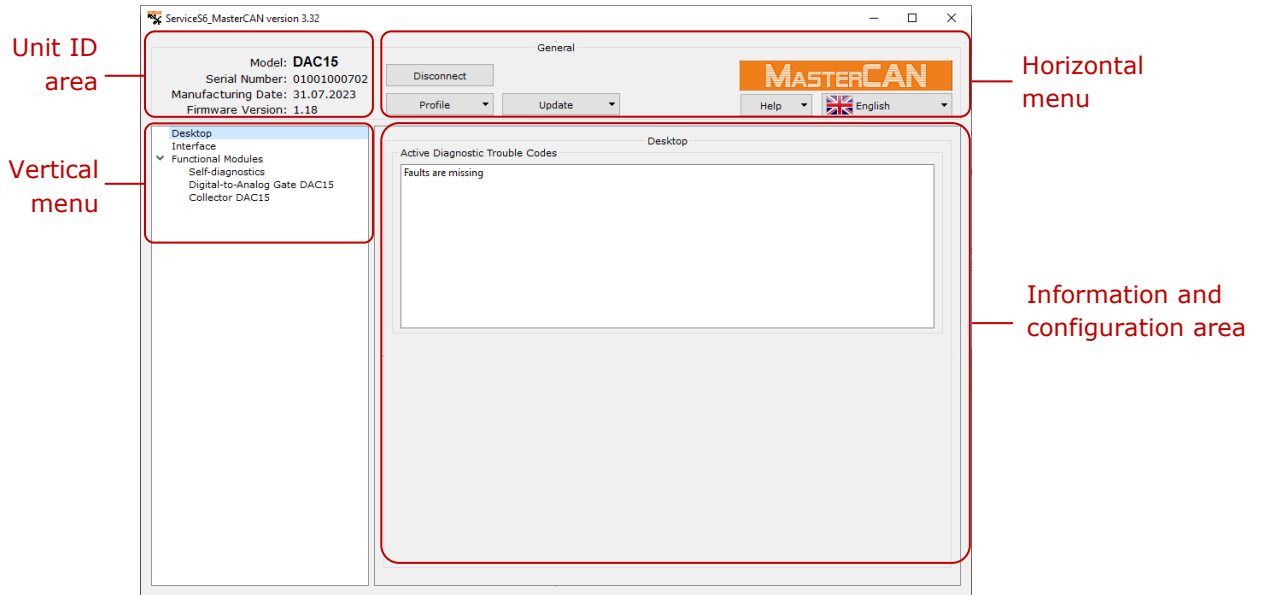 ServiceS6_MasterCAN version 3.32
Unit ID
area
Model: DAC15
Serial Number: 01001000702
Manufacturing Date: 31.07.2023
Firmware Version: 1.18
General
Disconnect
Profile
Update
MASTERCAN
Help
English
Horizontal
menu
Vertical
menu
Desktop
Interface
Functional Modules
Self-diagnostics
Digital-to-Analog Gate DAC15
Collector DAC15
Desktop
Active Diagnostic Trouble Codes
Faults are missing
Information and
configuration area